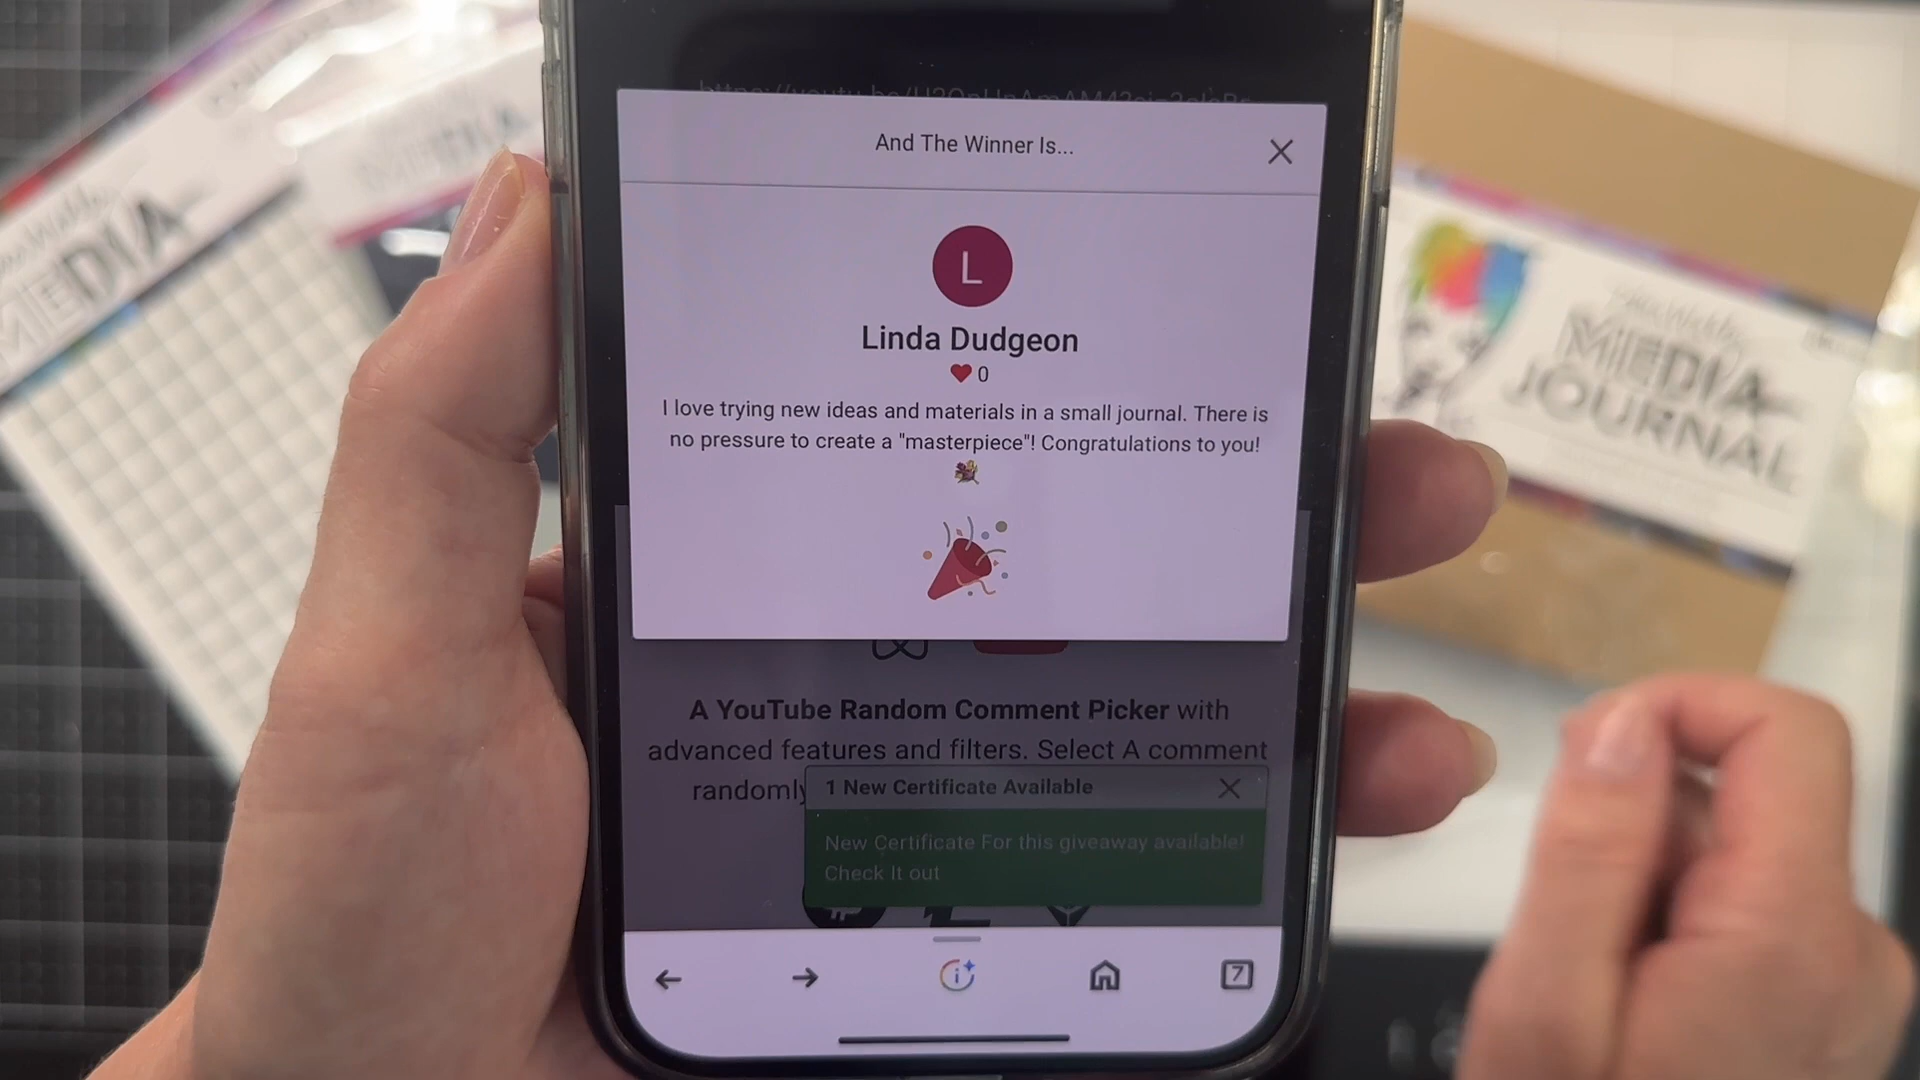 And The Winner Is...
L
Linda Dudgeon
0
I love trying new ideas and materials in a small journal. There is
no pressure to create a "masterpiece"! Congratulations to you!
A YouTube Random Comment Picker with
advanced features and filters. Select A comment
randomly
1 New Certificate Available
New Certificate For this giveaway available!
Check It out
7
MEDIA
MEDIA
MEDIA
JOURNAL